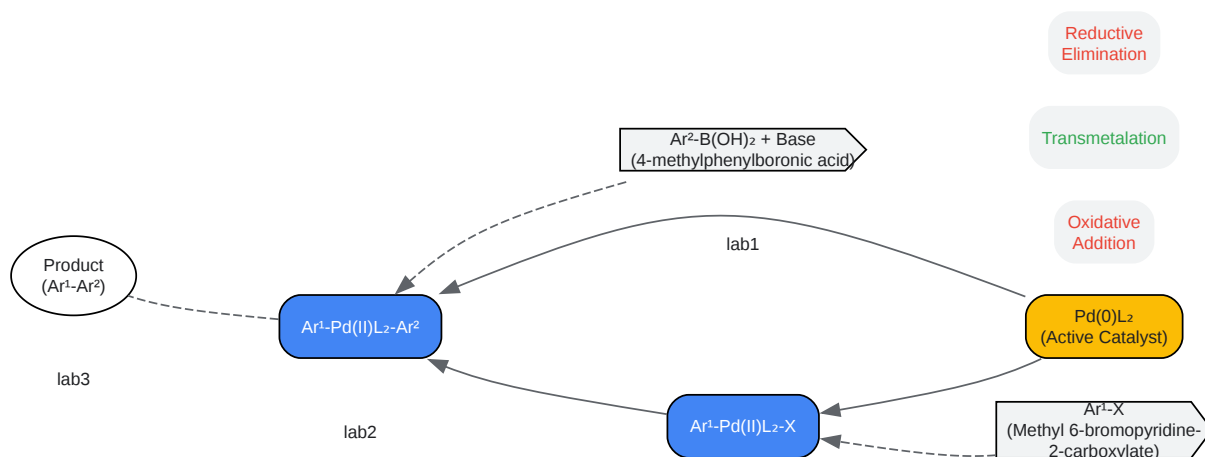 Reductive
Elimination
Ar²-B(OH)₂ + Base
(4-methylphenylboronic acid)
Transmetalation
Oxidative
Addition
lab1
Product
(Ar¹-Ar²)
Ar¹-Pd(II)L₂-Ar²
Pd(0)L₂
(Active Catalyst)
lab3
lab2
Ar¹-Pd(II)L₂-X
Ar¹-X
(Methyl 6-bromopyridine-
2-carboxylate)